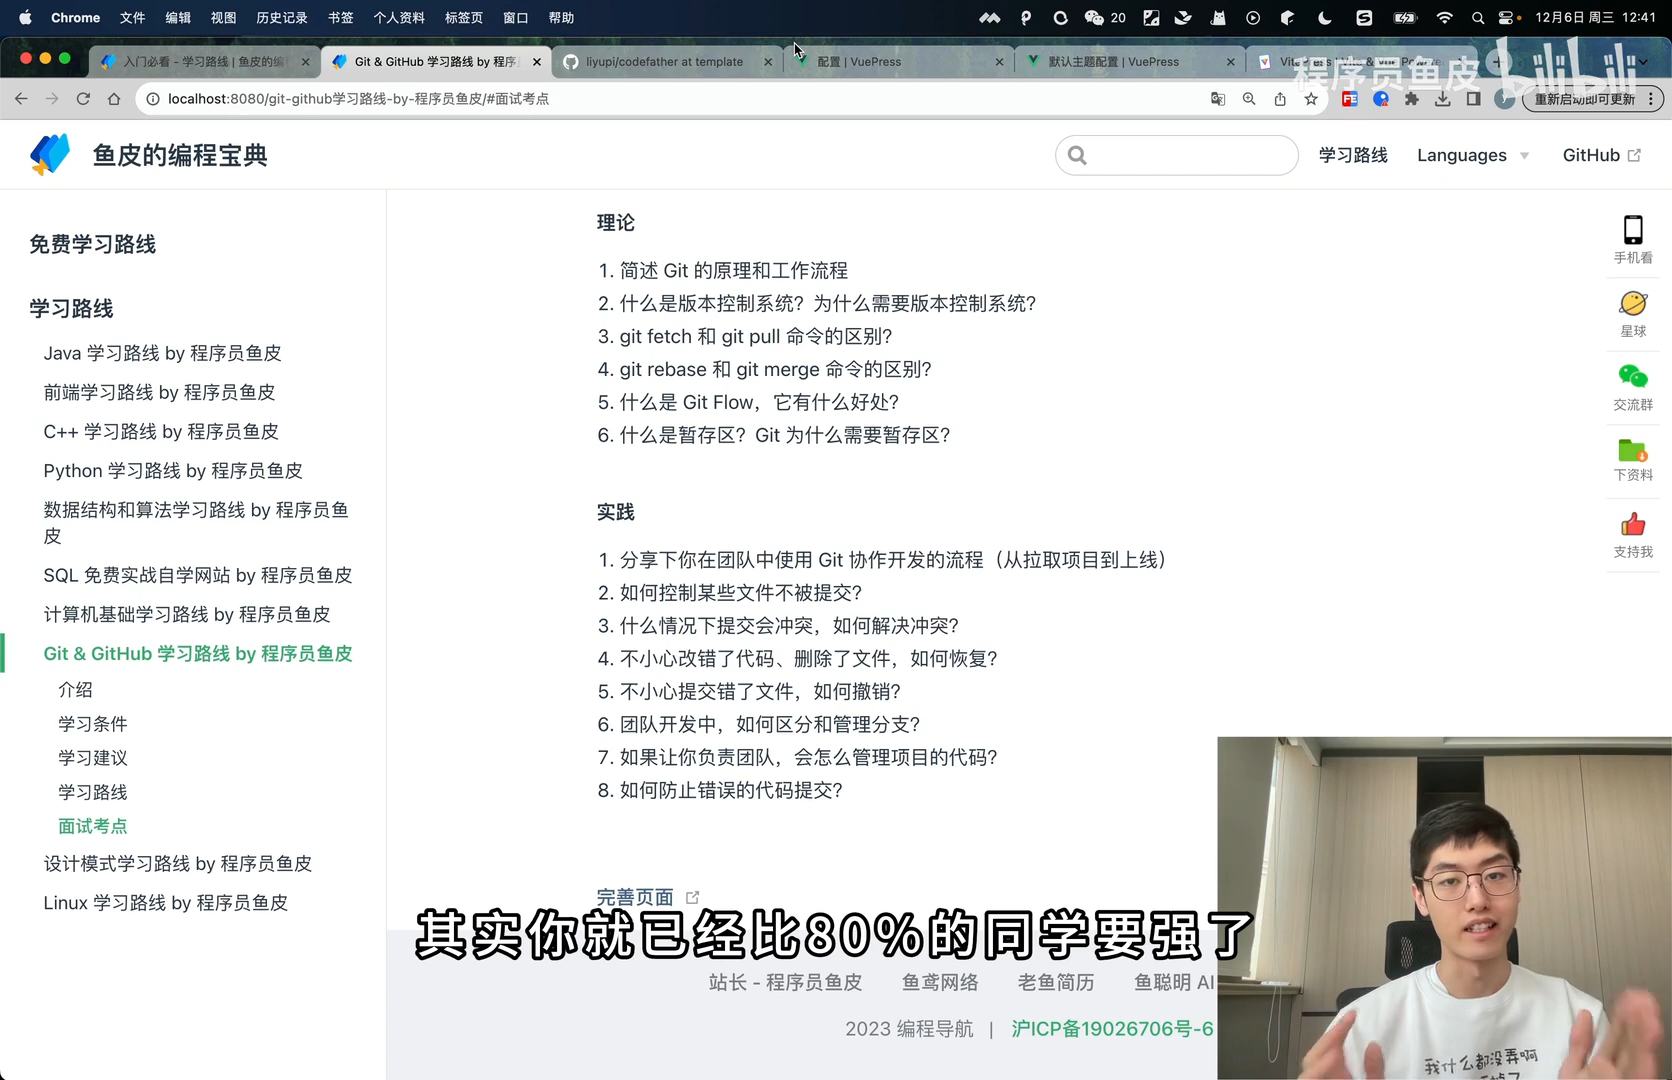 Chrome 文件 编辑 视图 历史记录 书签 个人资料 标签页 窗口 帮助 20 12月6日 周三 12:41
入门必看 - 学习路线 | 鱼皮的编
Git & GitHub 学习路线 by 程序员
liyupi/codefather at template
配置 | VuePress
默认主题配置 | VuePress
程序员鱼皮 bilibili
localhost:8080/git-github学习路线-by-程序员鱼皮/#面试考点
重新启动即可更新
鱼皮的编程宝典
学习路线 Languages GitHub
免费学习路线
学习路线
Java 学习路线 by 程序员鱼皮
前端学习路线 by 程序员鱼皮
C++ 学习路线 by 程序员鱼皮
Python 学习路线 by 程序员鱼皮
数据结构和算法学习路线 by 程序员鱼
皮
SQL 免费实战自学网站 by 程序员鱼皮
计算机基础学习路线 by 程序员鱼皮
Git & GitHub 学习路线 by 程序员鱼皮
介绍
学习条件
学习建议
学习路线
面试考点
设计模式学习路线 by 程序员鱼皮
Linux 学习路线 by 程序员鱼皮
理论
1. 简述 Git 的原理和工作流程
2. 什么是版本控制系统？为什么需要版本控制系统？
3. git fetch 和 git pull 命令的区别？
4. git rebase 和 git merge 命令的区别？
5. 什么是 Git Flow，它有什么好处？
6. 什么是暂存区？Git 为什么需要暂存区？
实践
1. 分享下你在团队中使用 Git 协作开发的流程（从拉取项目到上线）
2. 如何控制某些文件不被提交？
3. 什么情况下提交会冲突，如何解决冲突？
4. 不小心改错了代码、删除了文件，如何恢复？
5. 不小心提交错了文件，如何撤销？
6. 团队开发中，如何区分和管理分支？
7. 如果让你负责团队，会怎么管理项目的代码？
8. 如何防止错误的代码提交？
完善页面
其实你就已经比80%的同学要强了
站长 - 程序员鱼皮 鱼鸢网络 老鱼简历 鱼聪明 AI
2023 编程导航 | 沪ICP备19026706号-6
手机看
星球
交流群
下资料
支持我
我什么都没弄啊